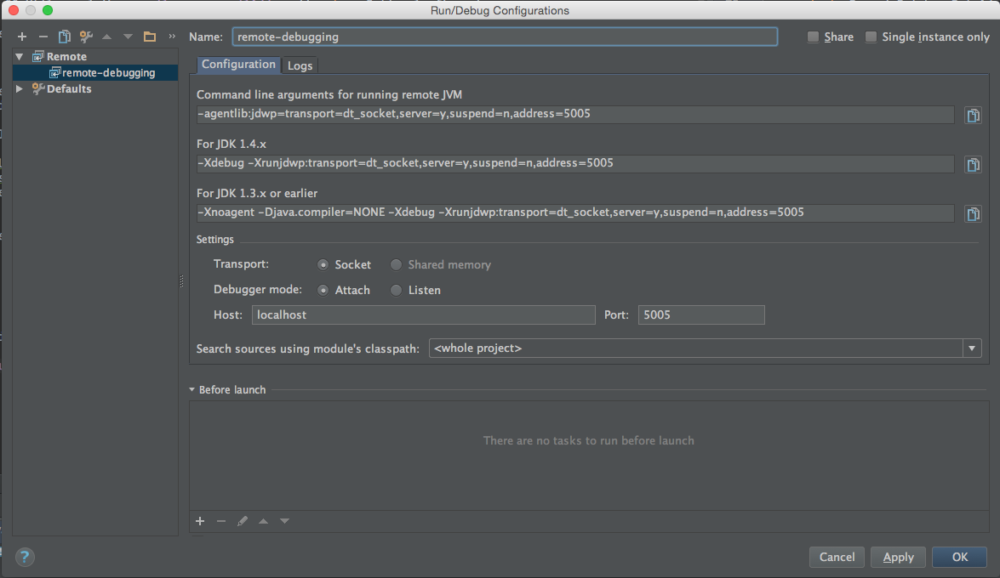 Run/Debug Configurations
Name: remote-debugging Share Single instance only
Remote
remote-debugging
Defaults
Configuration Logs
Command line arguments for running remote JVM
-agentlib:jdwp=transport=dt_socket,server=y,suspend=n,address=5005
For JDK 1.4.x
-Xdebug -Xrunjdwp:transport=dt_socket,server=y,suspend=n,address=5005
For JDK 1.3.x or earlier
-Xnoagent -Djava.compiler=NONE -Xdebug -Xrunjdwp:transport=dt_socket,server=y,suspend=n,address=5005
Settings
Transport: Socket Shared memory
Debugger mode: Attach Listen
Host: localhost Port: 5005
Search sources using module's classpath: <whole project>
Before launch
There are no tasks to run before launch
? Cancel Apply OK